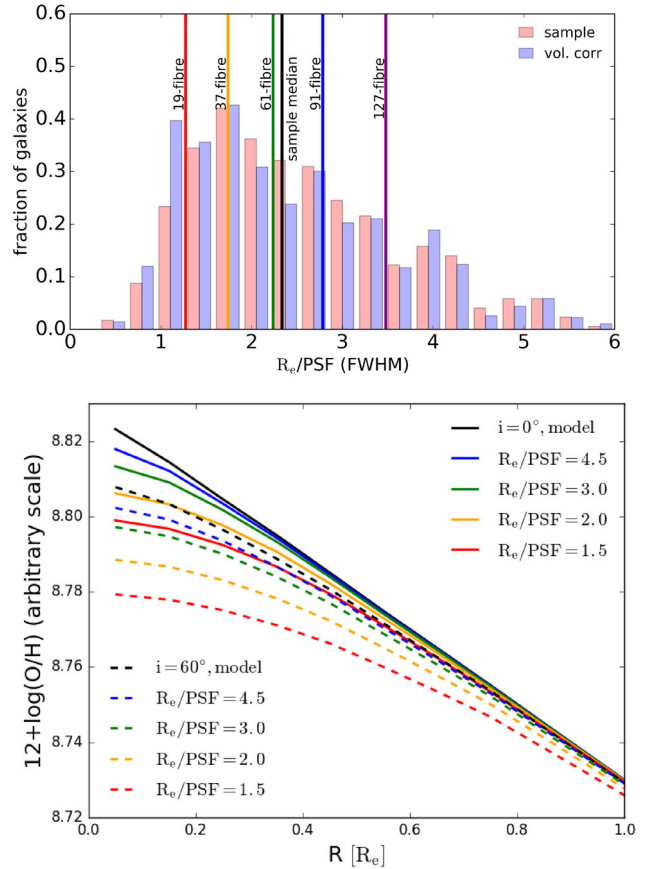 0.6
0.5
0.4
0.3
0.2
0.1
0.0
fraction of galaxies
19-fibre
37-fibre
61-fibre
sample median
91-fibre
127-fibre
sample
vol. corr
0 1 2 3 4 5 6
Rₑ/PSF (FWHM)
8.82
8.80
8.78
8.76
8.74
8.72
12+log(O/H) (arbitrary scale)
i = 0°, model
Rₑ/PSF = 4.5
Rₑ/PSF = 3.0
Rₑ/PSF = 2.0
Rₑ/PSF = 1.5
i = 60°, model
Rₑ/PSF = 4.5
Rₑ/PSF = 3.0
Rₑ/PSF = 2.0
Rₑ/PSF = 1.5
0.0 0.2 0.4 0.6 0.8 1.0
R [Rₑ]